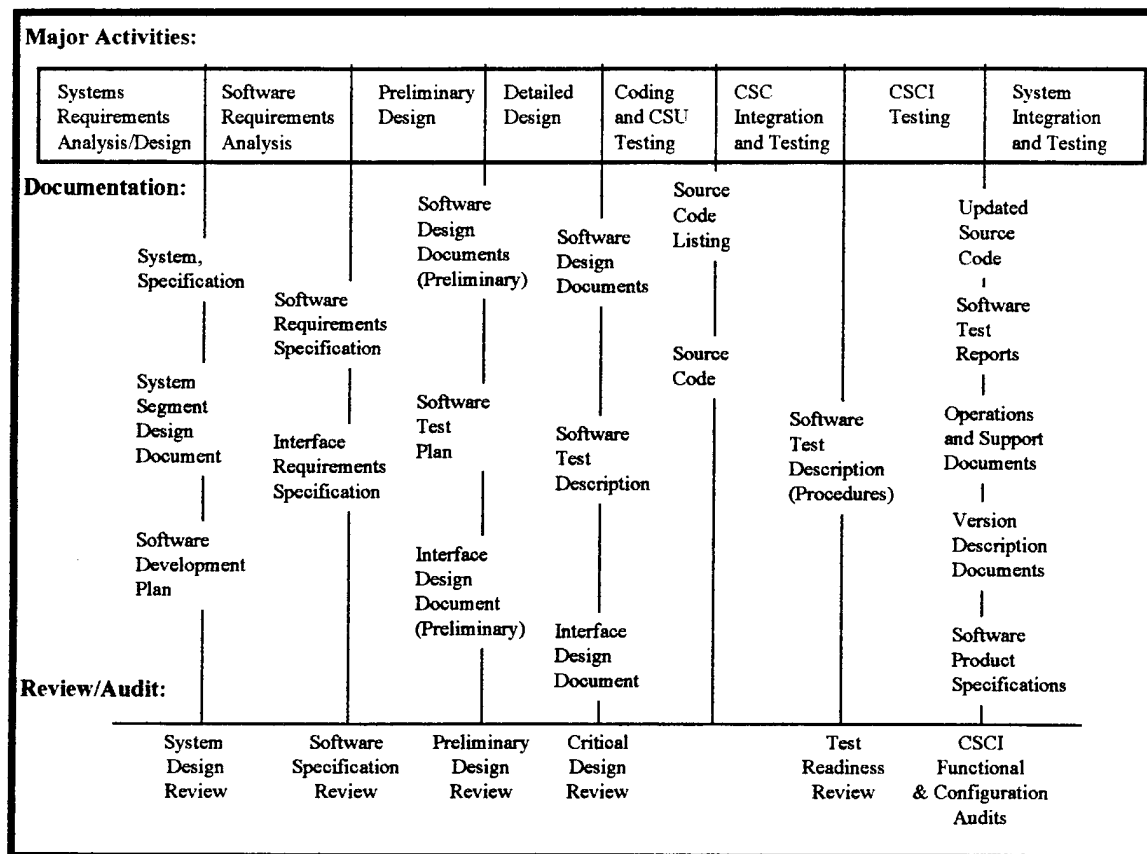 Major Activities:
Systems
Requirements
Analysis/Design
Software
Requirements
Analysis
Preliminary
Design
Detailed
Design
Coding
and CSU
Testing
CSC
Integration
and Testing
CSCI
Testing
System
Integration
and Testing
Documentation:
System,
Specification
System
Segment
Design
Document
Software
Development
Plan
Software
Requirements
Specification
Interface
Requirements
Specification
Software
Design
Documents
(Preliminary)
Software
Test
Plan
Interface
Design
Document
(Preliminary)
Software
Design
Documents
Software
Test
Description
Interface
Design
Document
Source
Code
Listing
Source
Code
Software
Test
Description
(Procedures)
Updated
Source
Code
Software
Test
Reports
Operations
and Support
Documents
Version
Description
Documents
Software
Product
Specifications
Review/Audit:
System
Design
Review
Software
Specification
Review
Preliminary
Design
Review
Critical
Design
Review
Test
Readiness
Review
CSCI
Functional
& Configuration
Audits